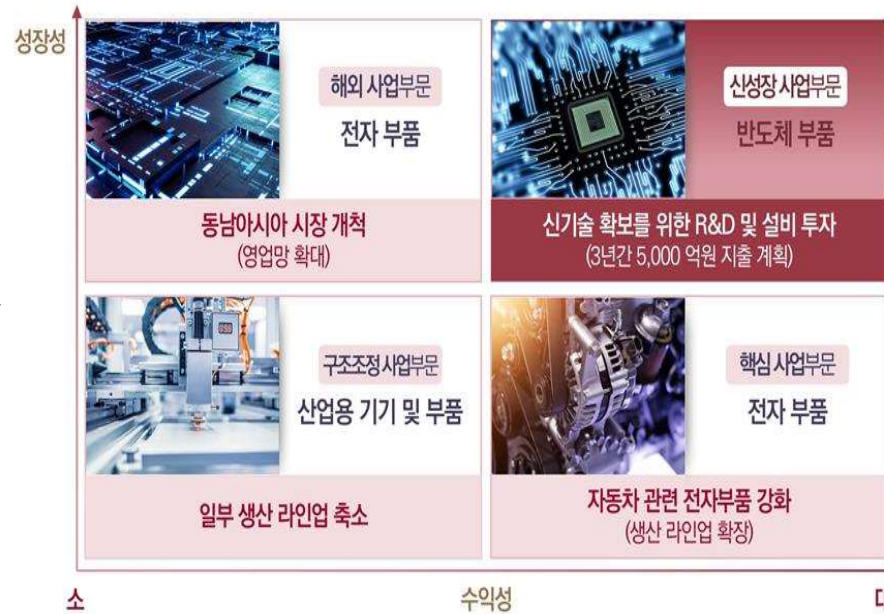 성장성
해외 사업부문
전자 부품
동남아시아 시장 개척
(영업망 확대)
신성장 사업부문
반도체 부품
신기술 확보를 위한 R&D 및 설비 투자
(3년간 5,000 억원 지출 계획)
구조조정 사업부문
산업용 기기 및 부품
일부 생산 라인업 축소
핵심 사업부문
전자 부품
자동차 관련 전자부품 강화
(생산 라인업 확장)
소
수익성